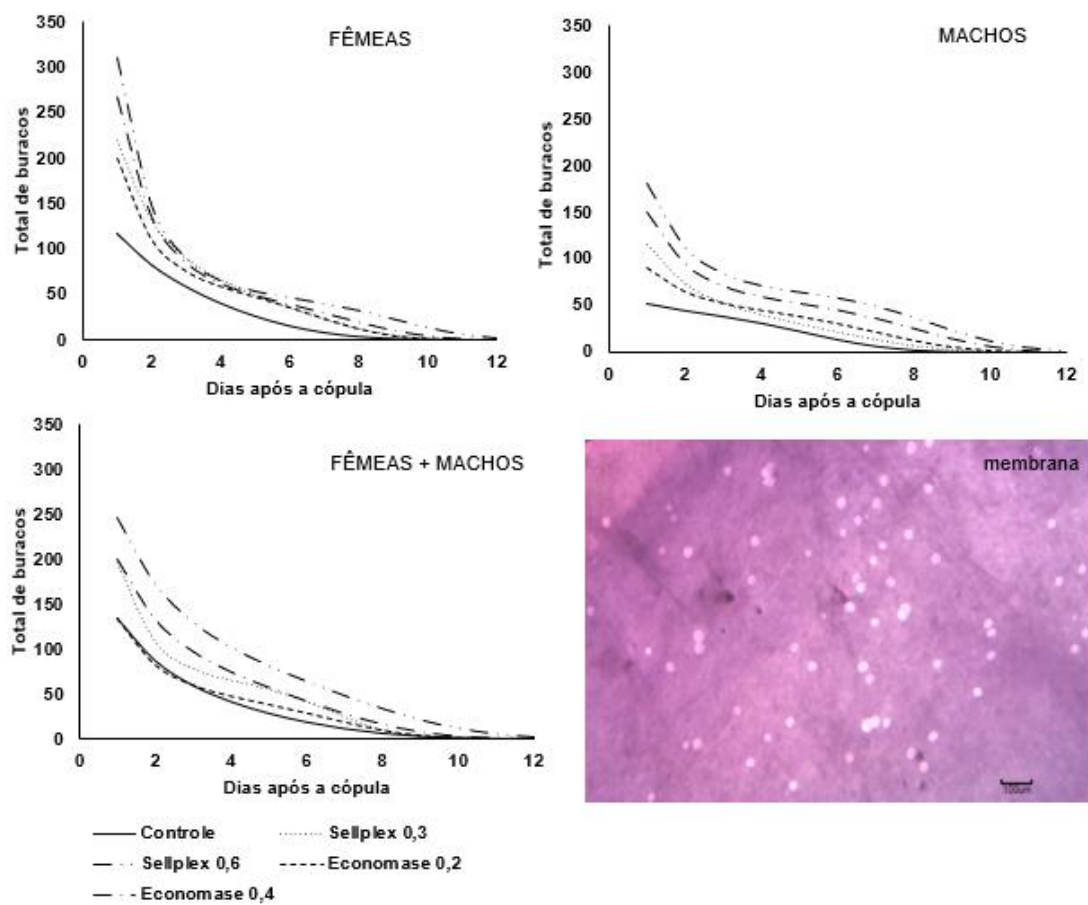 FÊMEAS
350
300
250
200
150
100
50
0
Total de buracos
0 2 4 6 8 10 12
Dias após a cópula
MACHOS
350
300
250
200
150
100
50
0
Total de buracos
0 2 4 6 8 10 12
Dias após a cópula
FÊMEAS + MACHOS
350
300
250
200
150
100
50
0
Total de buracos
0 2 4 6 8 10 12
Dias após a cópula
membrana
100um
Controle Sellplex 0,3
Sellplex 0,6 Economase 0,2
Economase 0,4